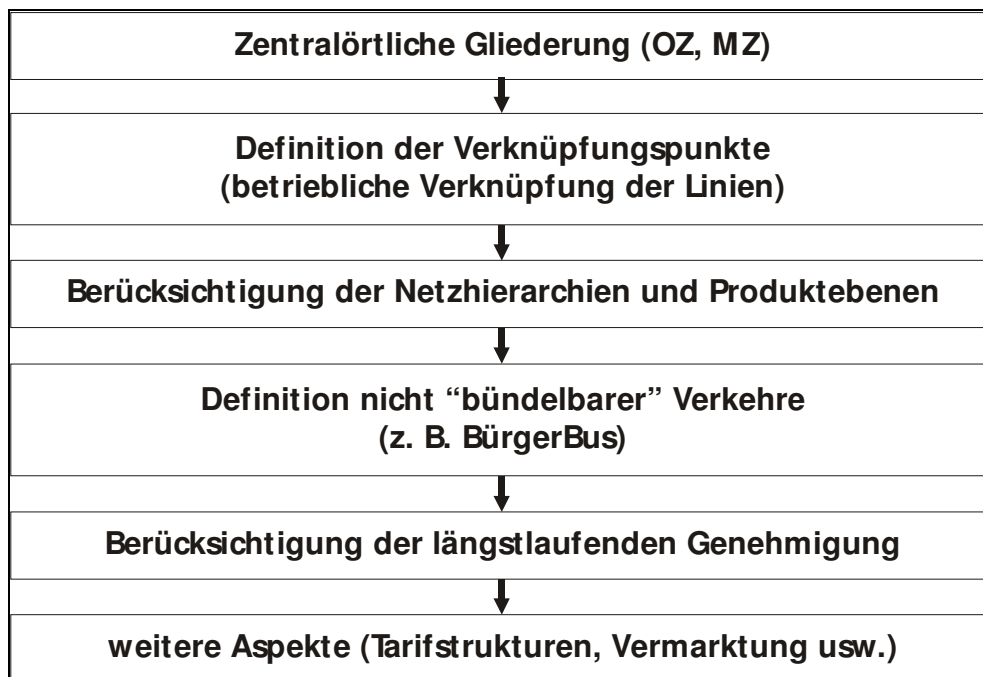 Zentralörtliche Gliederung (OZ, MZ)
Definition der Verknüpfungspunkte
(betriebliche Verknüpfung der Linien)
Berücksichtigung der Netzhierarchien und Produktebenen
Definition nicht “bündelbarer” Verkehre
(z. B. BürgerBus)
Berücksichtigung der längstlaufenden Genehmigung
weitere Aspekte (Tarifstrukturen, Vermarktung usw.)